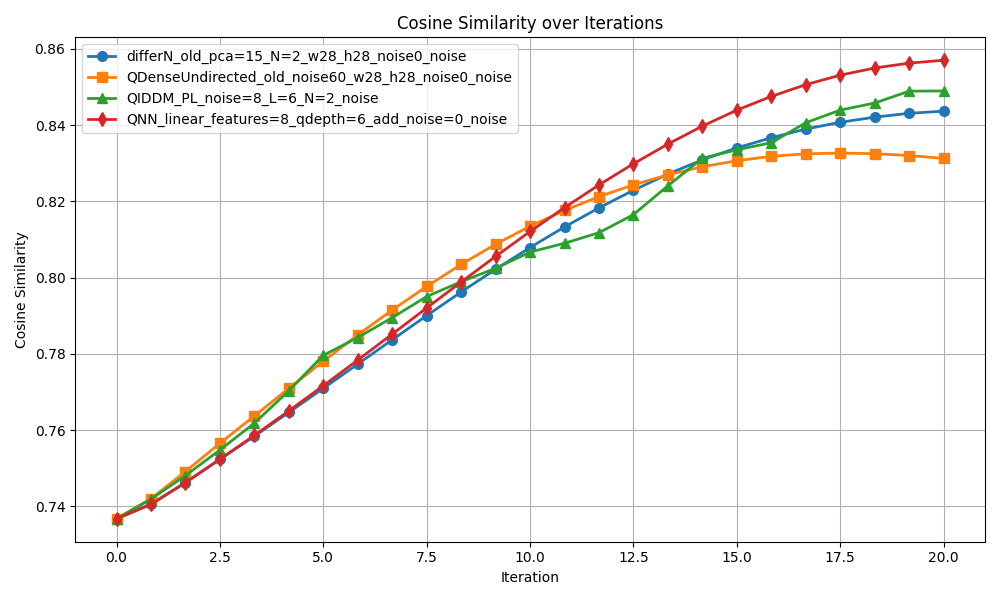 Cosine Similarity over Iterations
differN_old_pca=15_N=2_w28_h28_noise0_noise
QDenseUndirected_old_noise60_w28_h28_noise0_noise
QIDDM_PL_noise=8_L=6_N=2_noise
QNN_linear_features=8_qdepth=6_add_noise=0_noise
Cosine Similarity
0.86
0.84
0.82
0.80
0.78
0.76
0.74
0.0 2.5 5.0 7.5 10.0 12.5 15.0 17.5 20.0
Iteration